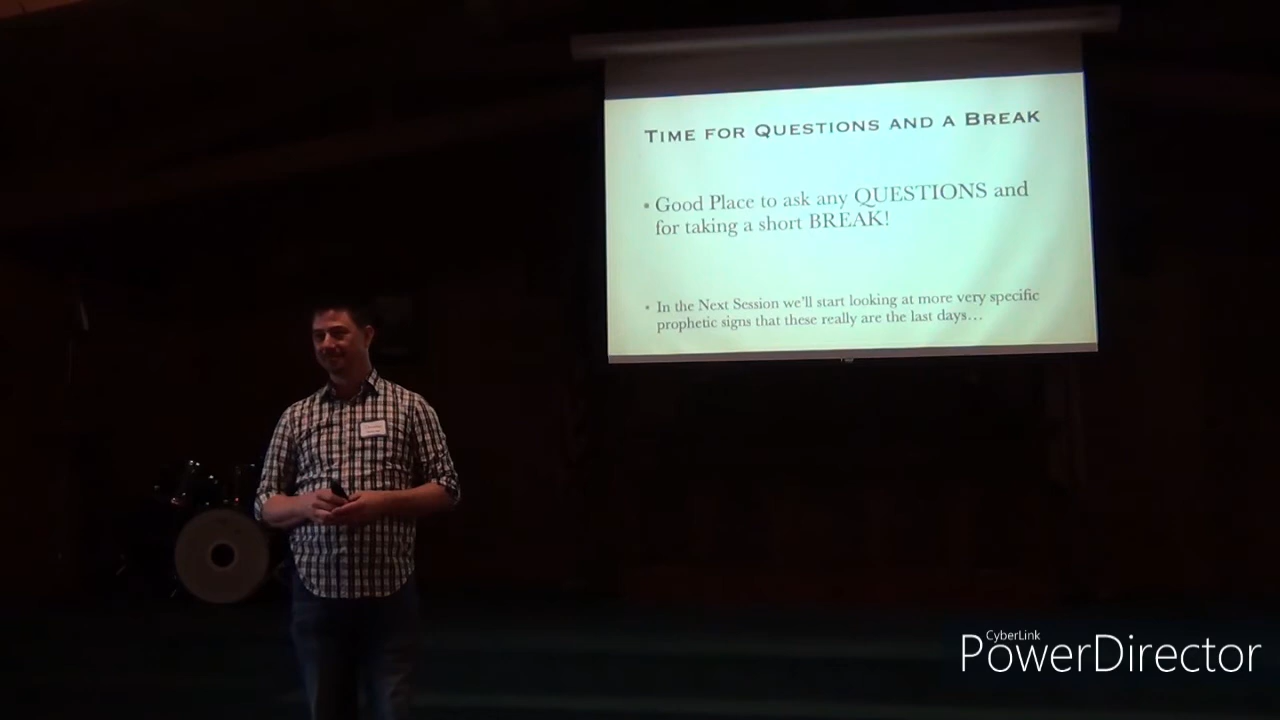 TIME FOR QUESTIONS AND A BREAK
• Good Place to ask any QUESTIONS and
for taking a short BREAK!
• In the Next Session we'll start looking at more very specific
prophetic signs that these really are the last days...
CyberLink
PowerDirector